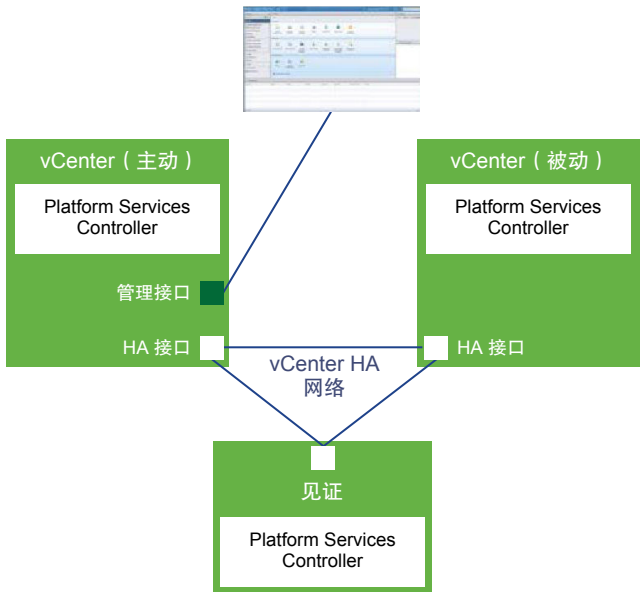 vCenter（主动）
Platform Services
Controller
管理接口
HA 接口
vCenter（被动）
Platform Services
Controller
HA 接口
vCenter HA
网络
见证
Platform Services
Controller